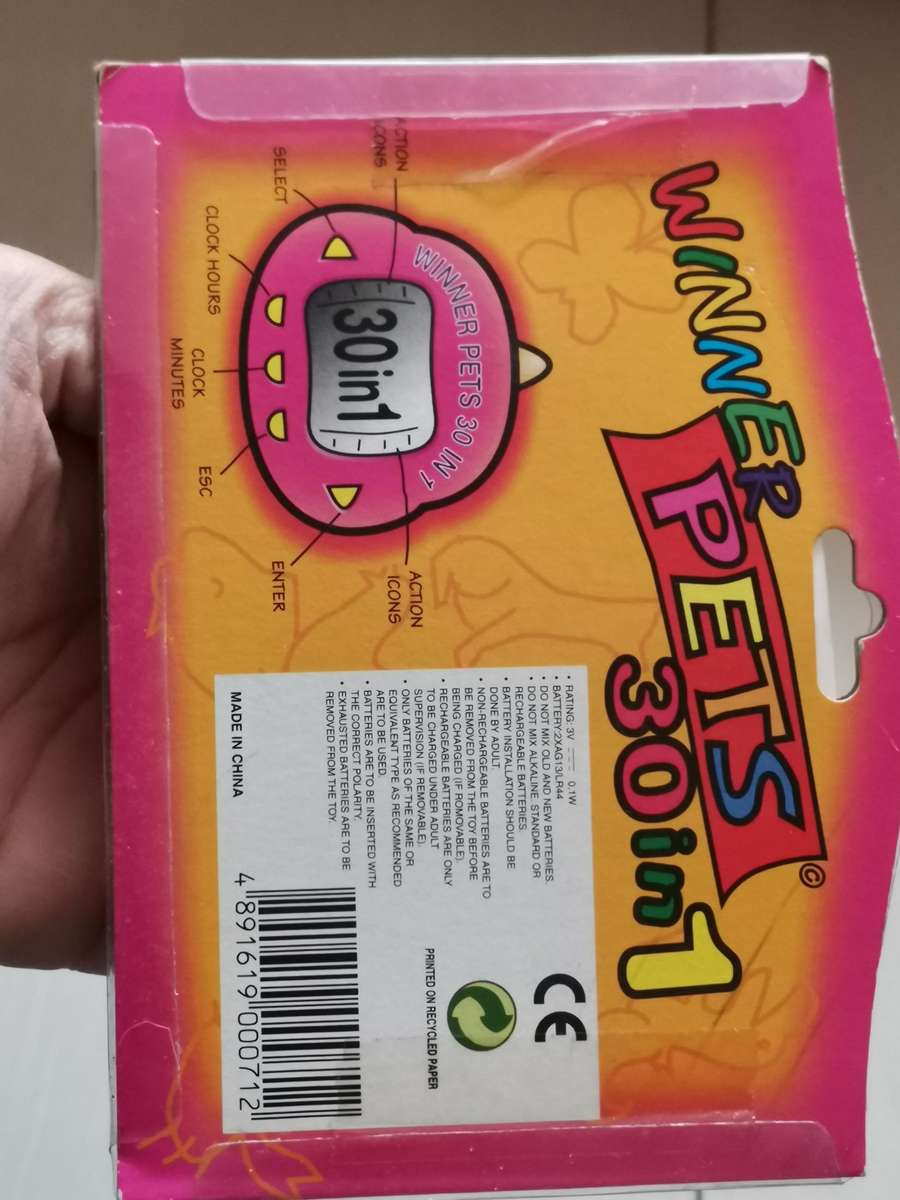 WINNER
PETS ©
30in1
WINNER PETS 30 IN 1
30in1
ACTION
ICONS
ACTION
ICONS
SELECT
CLOCK HOURS
CLOCK
MINUTES
ESC
ENTER
• RATING: 3V 0.1W
• BATTERY:2XAG13/LR44
• DO NOT MIX OLD AND NEW BATTERIES.
• DO NOT MIX ALKALINE, STANDARD OR
RECHARGEABLE BATTERIES.
• BATTERY INSTALLATION SHOULD BE
DONE BY ADULT.
• NON-RECHARGEABLE BATTERIES ARE TO
BE REMOVED FROM THE TOY BEFORE
BEING CHARGED (IF ROMOVABLE).
• RECHARGEABLE BATTERIES ARE ONLY
TO BE CHARGED UNDER ADULT
SUPERVISION (IF REMOVABLE).
• ONLY BATTERIES OF THE SAME OR
EQUIVALENT TYPE AS RECOMMENDED
ARE TO BE USED.
• BATTERIES ARE TO BE INSERTED WITH
THE CORRECT POLARITY.
• EXHAUSTED BATTERIES ARE TO BE
REMOVED FROM THE TOY.
MADE IN CHINA
CE
PRINTED ON RECYCLED PAPER
4 891619 000712